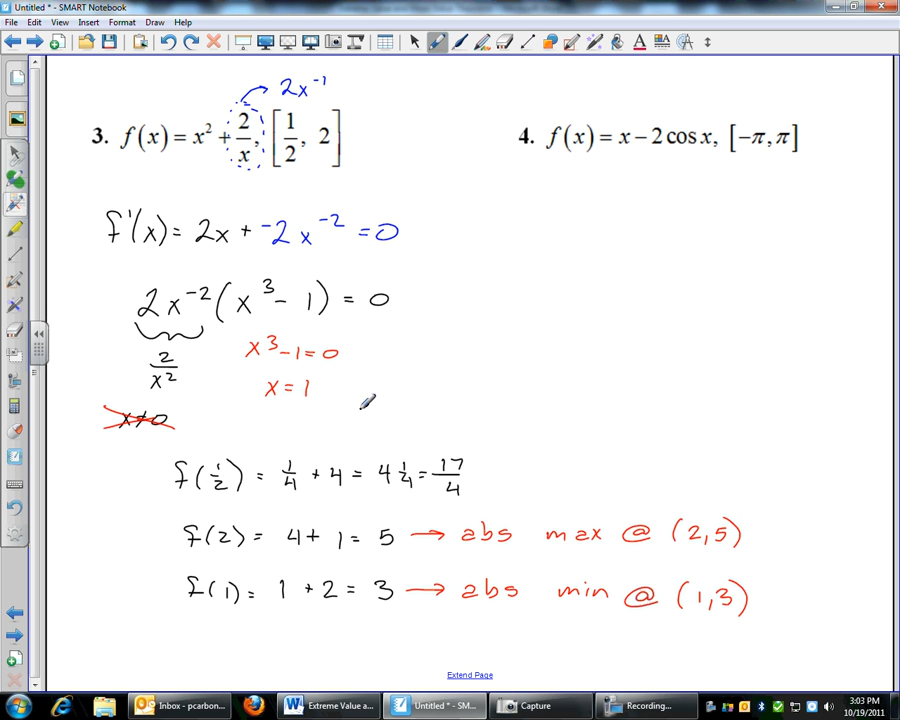 Untitled * - SMART Notebook
File Edit View Insert Format Draw Help
2x⁻¹
3. f(x) = x² + 2/x, [1/2, 2]
4. f(x) = x − 2 cos x, [−π, π]
f'(x) = 2x + -2x⁻² = 0
2x⁻²(x³ - 1) = 0
2/x²
x³ - 1 = 0
x = 1
x ≠ 0
f(1/2) = 1/4 + 4 = 4 1/4 = 17/4
f(2) = 4 + 1 = 5 → abs max @ (2,5)
f(1) = 1 + 2 = 3 → abs min @ (1,3)
Extend Page
Inbox - pcarbon...
Extreme Value a...
Untitled * - SM...
Capture
Recording...
3:03 PM
10/19/2011